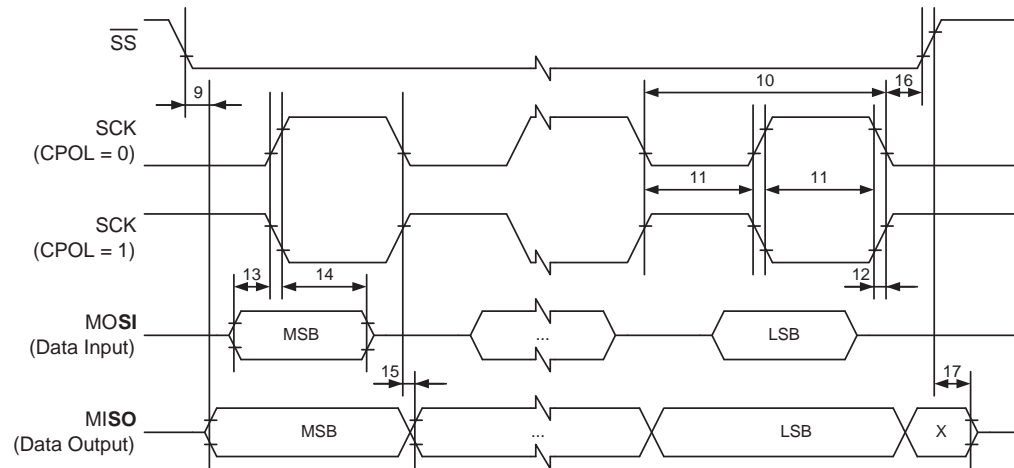 SS
9
10
16
SCK
(CPOL = 0)
11
11
SCK
(CPOL = 1)
13
14
12
MOSI
(Data Input)
MSB
...
LSB
15
17
MISO
(Data Output)
MSB
...
LSB
X